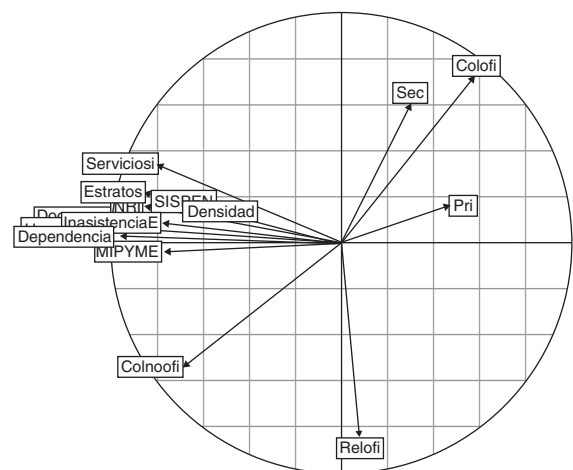 Colofi
Sec
Serviciosi
Estratos
SISBEN
Densidad
Pri
InasistenciaE
Dependencia
MIPYME
Colnoofi
Relofi